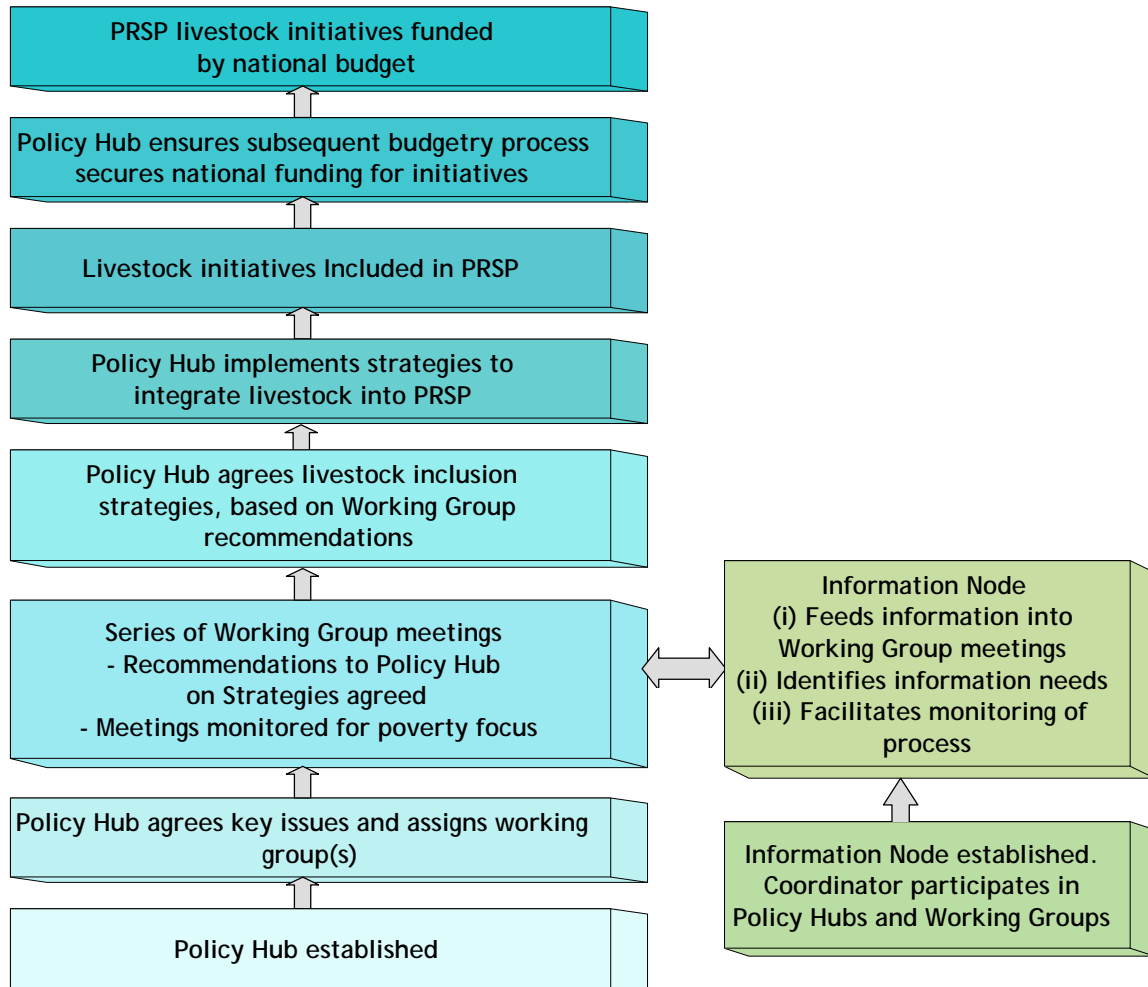 PRSP livestock initiatives funded
by national budget
Policy Hub ensures subsequent budgetry process
secures national funding for initiatives
Livestock initiatives Included in PRSP
Policy Hub implements strategies to
integrate livestock into PRSP
Policy Hub agrees livestock inclusion
strategies, based on Working Group
recommendations
Series of Working Group meetings
- Recommendations to Policy Hub
on Strategies agreed
- Meetings monitored for poverty focus
Policy Hub agrees key issues and assigns working
group(s)
Policy Hub established
Information Node
(i) Feeds information into
Working Group meetings
(ii) Identifies information needs
(iii) Facilitates monitoring of
process
Information Node established.
Coordinator participates in
Policy Hubs and Working Groups